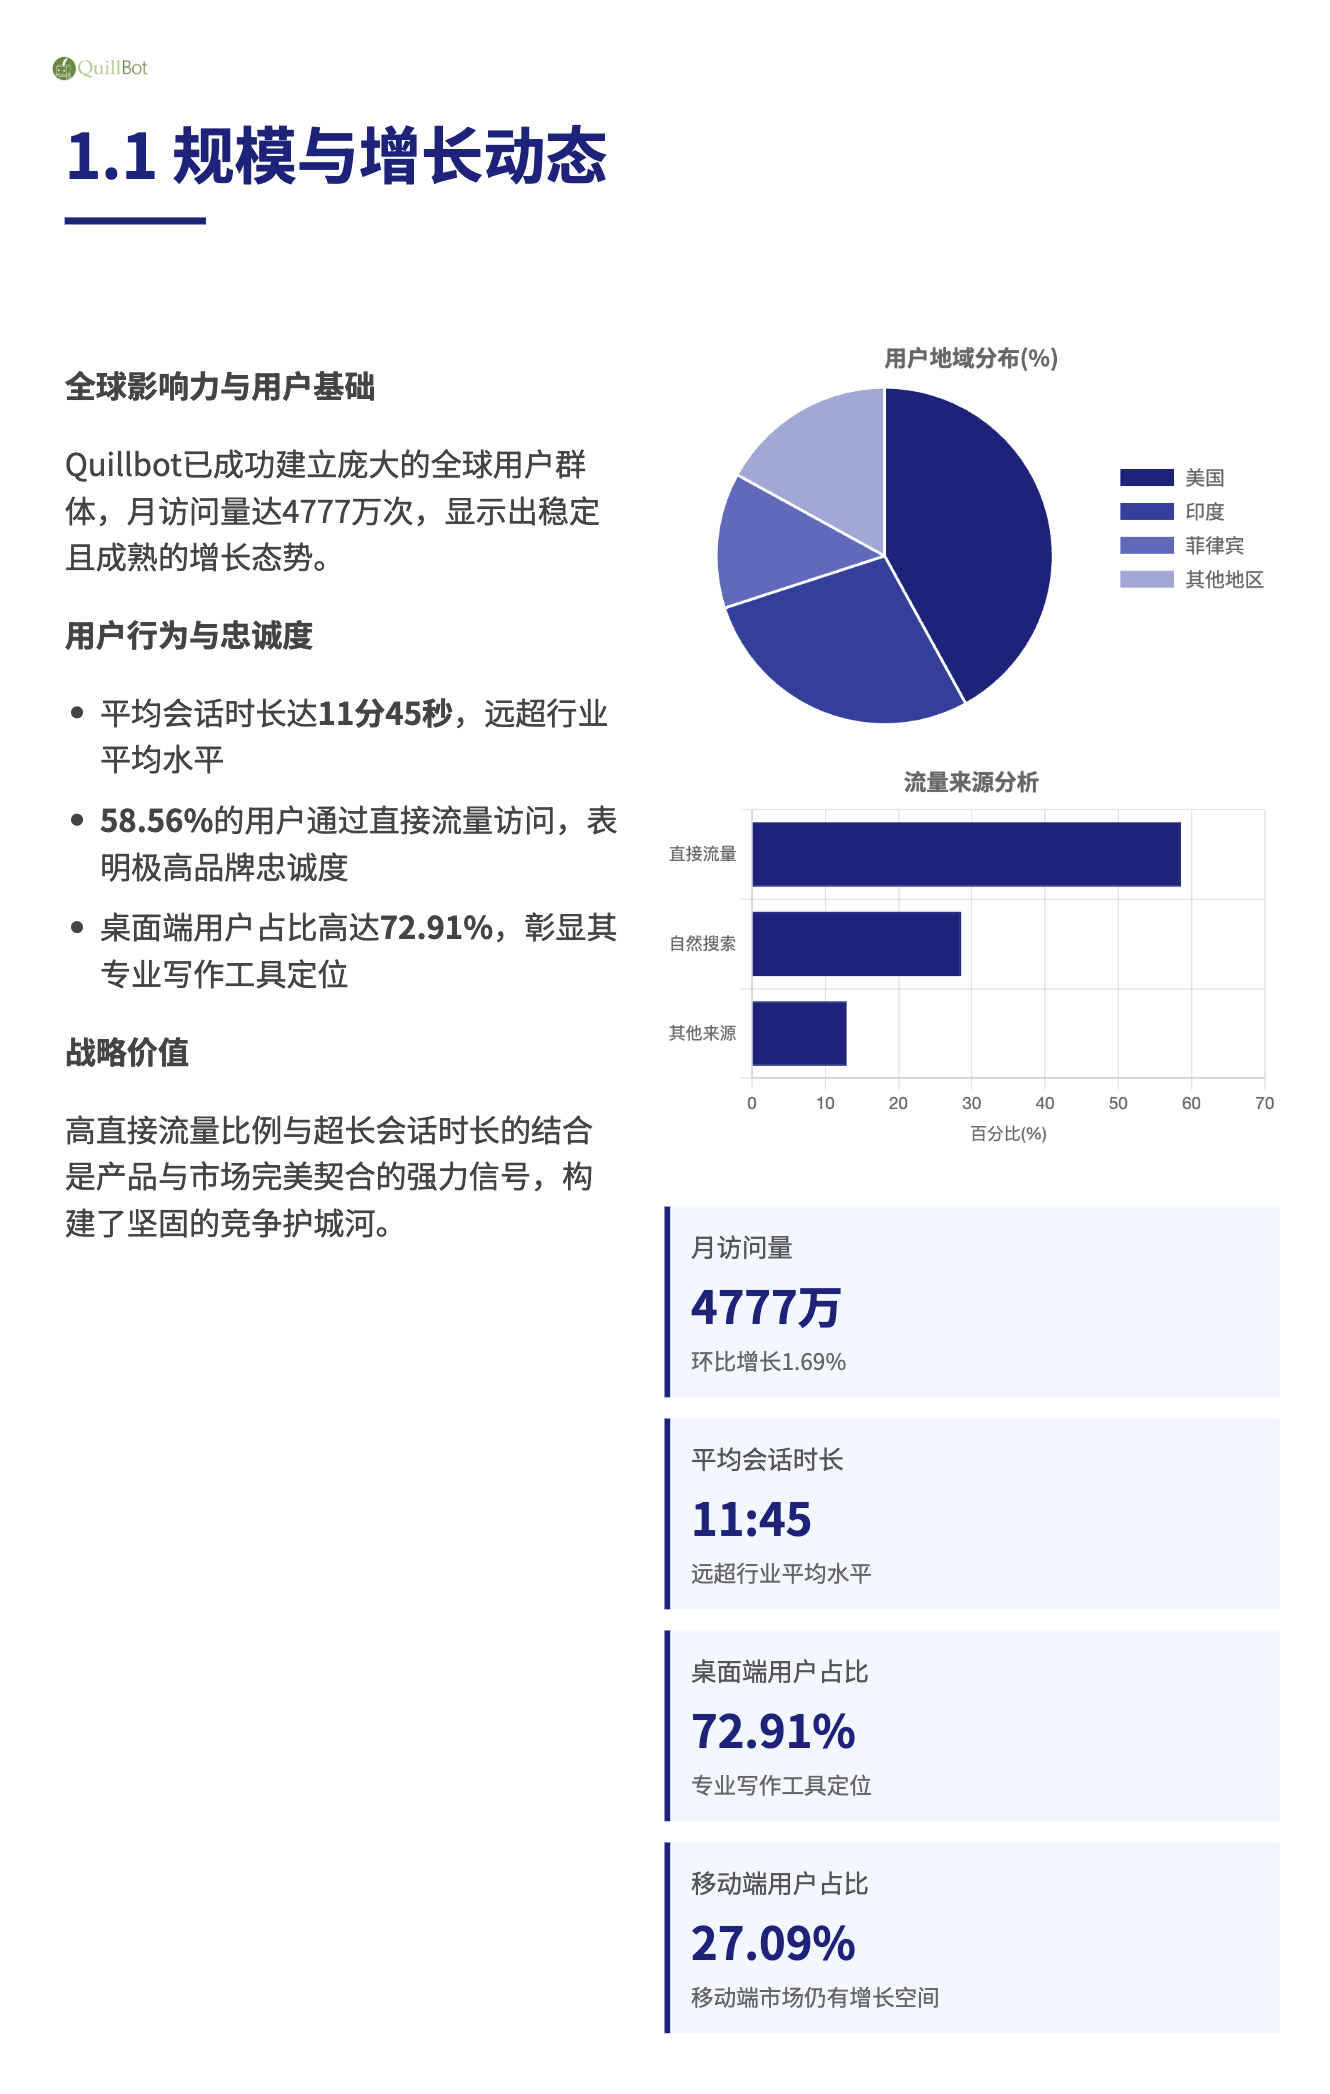 QuillBot
1.1 规模与增长动态
全球影响力与用户基础
Quillbot已成功建立庞大的全球用户群
体，月访问量达4777万次，显示出稳定
且成熟的增长态势。
用户行为与忠诚度
平均会话时长达11分45秒，远超行业
平均水平
58.56%的用户通过直接流量访问，表
明极高品牌忠诚度
桌面端用户占比高达72.91%，彰显其
专业写作工具定位
战略价值
高直接流量比例与超长会话时长的结合
是产品与市场完美契合的强力信号，构
建了坚固的竞争护城河。
用户地域分布(%)
美国
印度
菲律宾
其他地区
流量来源分析
直接流量
自然搜索
其他来源
0 10 20 30 40 50 60 70
百分比(%)
月访问量
4777万
环比增长1.69%
平均会话时长
11:45
远超行业平均水平
桌面端用户占比
72.91%
专业写作工具定位
移动端用户占比
27.09%
移动端市场仍有增长空间